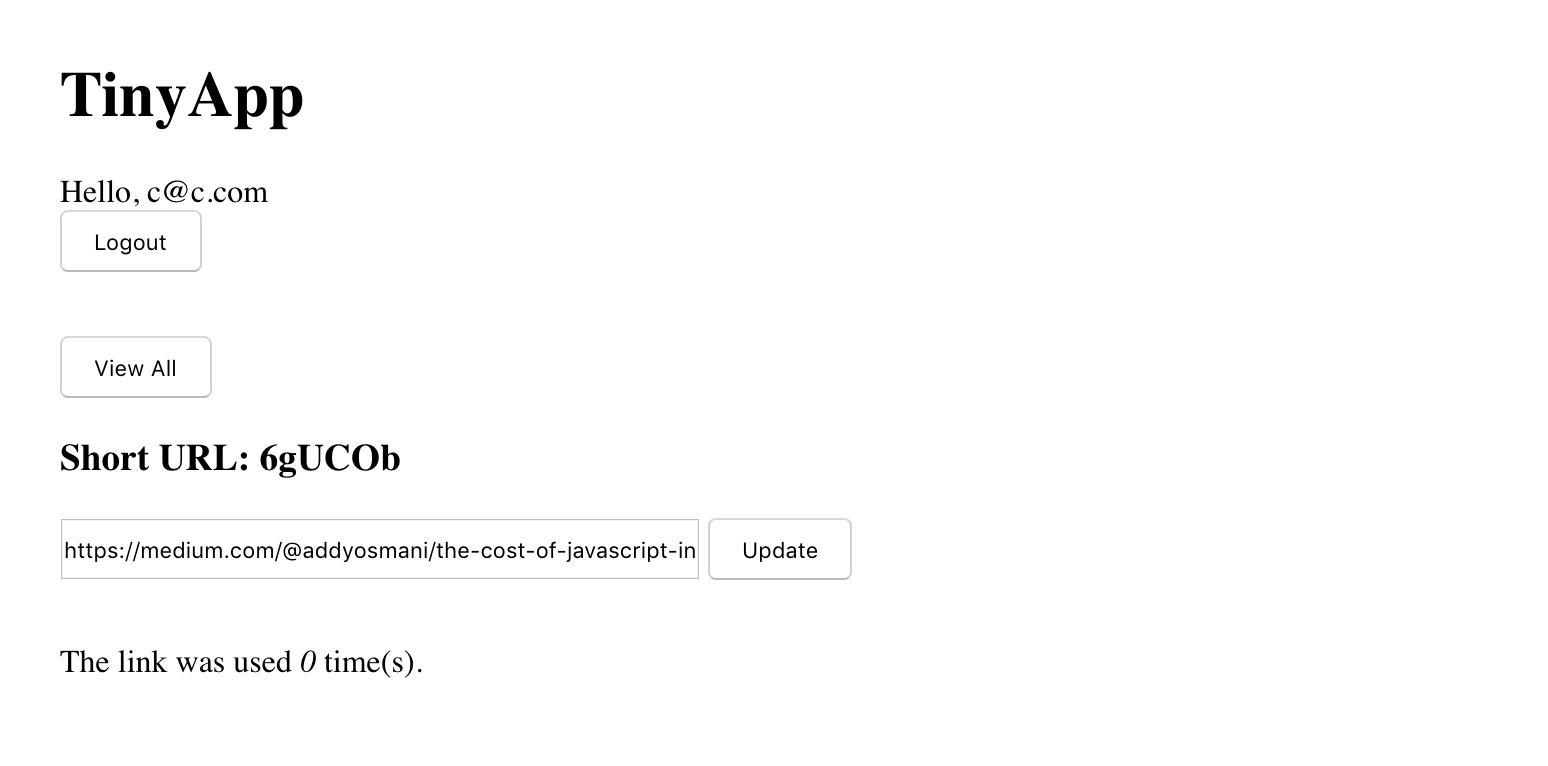 TinyApp
Hello, c@c.com
Logout
View All
Short URL: 6gUCOb
https://medium.com/@addyosmani/the-cost-of-javascript-in Update
The link was used 0 time(s).